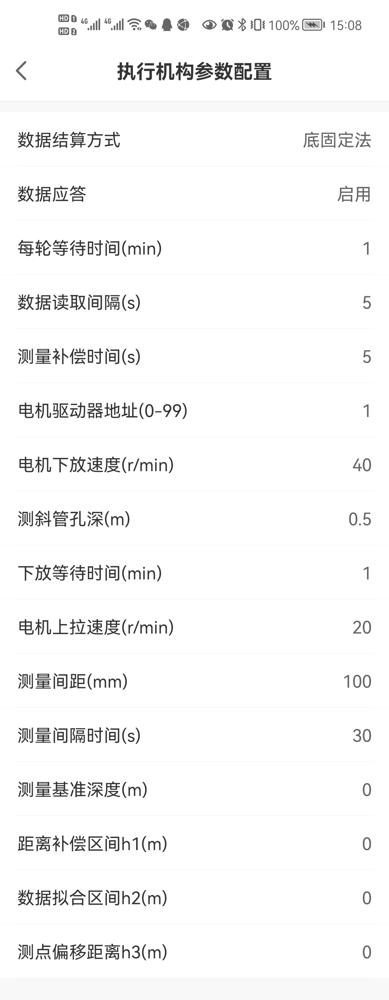 HD 1 4G 4G 100% 15:08
HD 2
执行机构参数配置
数据结算方式 底固定法
数据应答 启用
每轮等待时间(min) 1
数据读取间隔(s) 5
测量补偿时间(s) 5
电机驱动器地址(0-99) 1
电机下放速度(r/min) 40
测斜管孔深(m) 0.5
下放等待时间(min) 1
电机上拉速度(r/min) 20
测量间距(mm) 100
测量间隔时间(s) 30
测量基准深度(m) 0
距离补偿区间h1(m) 0
数据拟合区间h2(m) 0
测点偏移距离h3(m) 0